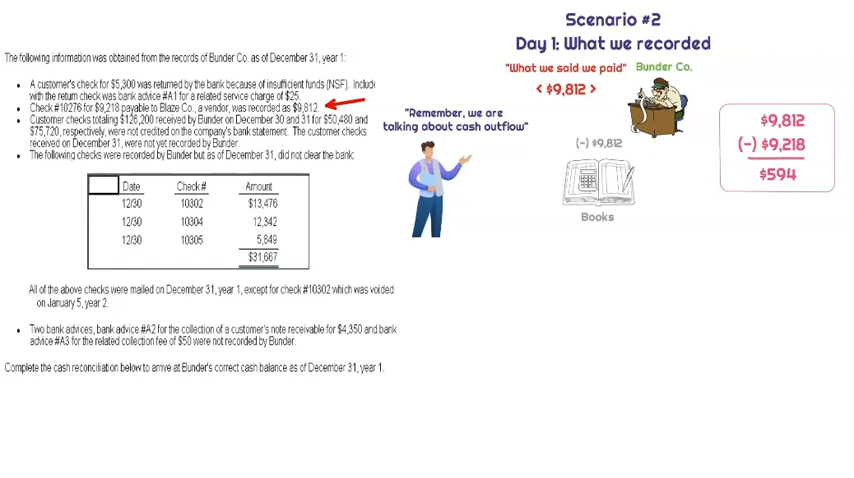 Scenario #2
Day 1: What we recorded
The following information was obtained from the records of Bunder Co. as of December 31, year 1:
• A customer's check for $5,300 was returned by the bank because of insufficient funds (NSF). Include
with the return check was bank advice #A1 for a related service charge of $25.
• Check #10276 for $9,218 payable to Blaze Co., a vendor, was recorded as $9,812.
• Customer checks totaling $126,200 received by Bunder on December 30 and 31 for $50,480 and
$75,720, respectively, were not credited on the company's bank statement. The customer checks
received on December 31, were not yet recorded by Bunder.
• The following checks were recorded by Bunder but as of December 31, did not clear the bank:
Date Check # Amount
12/30 10302 $13,476
12/30 10304 12,342
12/30 10305 5,849
$31,667
All of the above checks were mailed on December 31, year 1, except for check #10302 which was voided
on January 5, year 2.
• Two bank advices, bank advice #A2 for the collection of a customer's note receivable for $4,350 and bank
advice #A3 for the related collection fee of $50 were not recorded by Bunder.
Complete the cash reconciliation below to arrive at Bunder's correct cash balance as of December 31, year 1.
"What we said we paid" Bunder Co.
< $9,812 >
"Remember, we are
talking about cash outflow"
(-) $9,812
Books
$9,812
(-) $9,218
$594